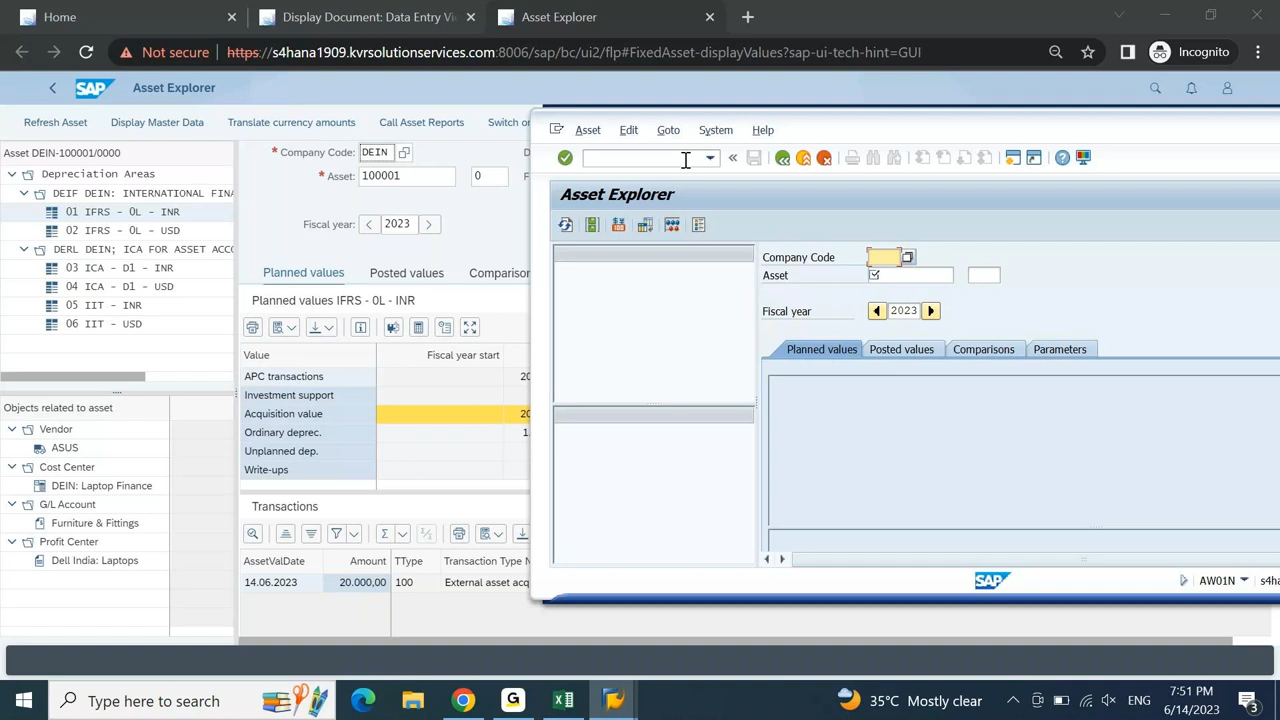 Home
Display Document: Data Entry Vi
Asset Explorer
Not secure
https://s4hana1909.kvrsolutionservices.com:8006/sap/bc/ui2/flp#FixedAsset-displayValues?sap-ui-tech-hint=GUI
Incognito
SAP
Asset Explorer
Refresh Asset
Display Master Data
Translate currency amounts
Call Asset Reports
Switch on
Asset DEIN-100001/0000
Depreciation Areas
DEIF DEIN: INTERNATIONAL FINA
01 IFRS - 0L - INR
02 IFRS - 0L - USD
DERL DEIN; ICA FOR ASSET ACCO
03 ICA - D1 - INR
04 ICA - D1 - USD
05 IIT - INR
06 IIT - USD
Objects related to asset
Vendor
ASUS
Cost Center
DEIN: Laptop Finance
G/L Account
Furniture & Fittings
Profit Center
Dell India: Laptops
* Company Code: DEIN
* Asset: 100001 0
Fiscal year: 2023
Planned values
Posted values
Comparison
Planned values IFRS - 0L - INR
Value
Fiscal year start
APC transactions 20
Investment support
Acquisition value 20
Ordinary deprec. 1
Unplanned dep.
Write-ups
Transactions
AssetValDate
Amount
TType
Transaction Type N
14.06.2023 20.000,00 100 External asset acq
Asset
Edit
Goto
System
Help
Asset Explorer
Company Code
Asset
Fiscal year 2023
Planned values
Posted values
Comparisons
Parameters
SAP
AW01N
s4ha
Type here to search
35°C Mostly clear
ENG
7:51 PM
6/14/2023
3